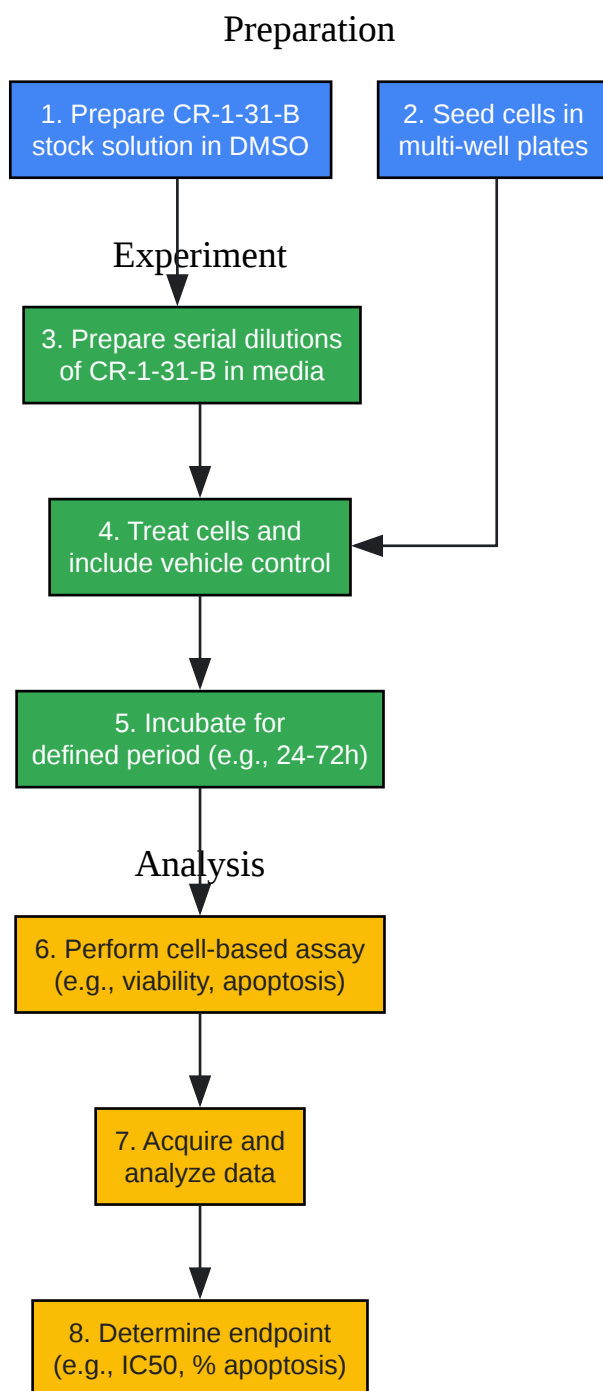 Preparation
1. Prepare CR-1-31-B
stock solution in DMSO
2. Seed cells in
multi-well plates
Experiment
3. Prepare serial dilutions
of CR-1-31-B in media
4. Treat cells and
include vehicle control
5. Incubate for
defined period (e.g., 24-72h)
Analysis
6. Perform cell-based assay
(e.g., viability, apoptosis)
7. Acquire and
analyze data
8. Determine endpoint
(e.g., IC50, % apoptosis)